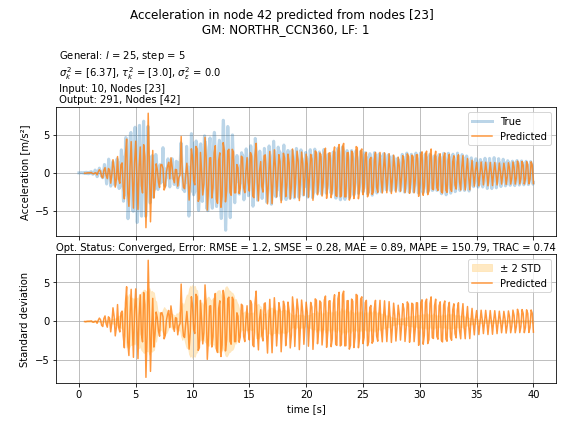 Acceleration in node 42 predicted from nodes [23]
GM: NORTHR_CCN360, LF: 1
General: l = 25, step = 5
σ²_k = [6.37], τ²_k = [3.0], σ²_ε = 0.0
Input: 10, Nodes [23]
Output: 291, Nodes [42]
Acceleration [m/s²]
5
0
−5
True
Predicted
Opt. Status: Converged, Error: RMSE = 1.2, SMSE = 0.28, MAE = 0.89, MAPE = 150.79, TRAC = 0.74
Standard deviation
5
0
−5
± 2 STD
Predicted
0 5 10 15 20 25 30 35 40
time [s]